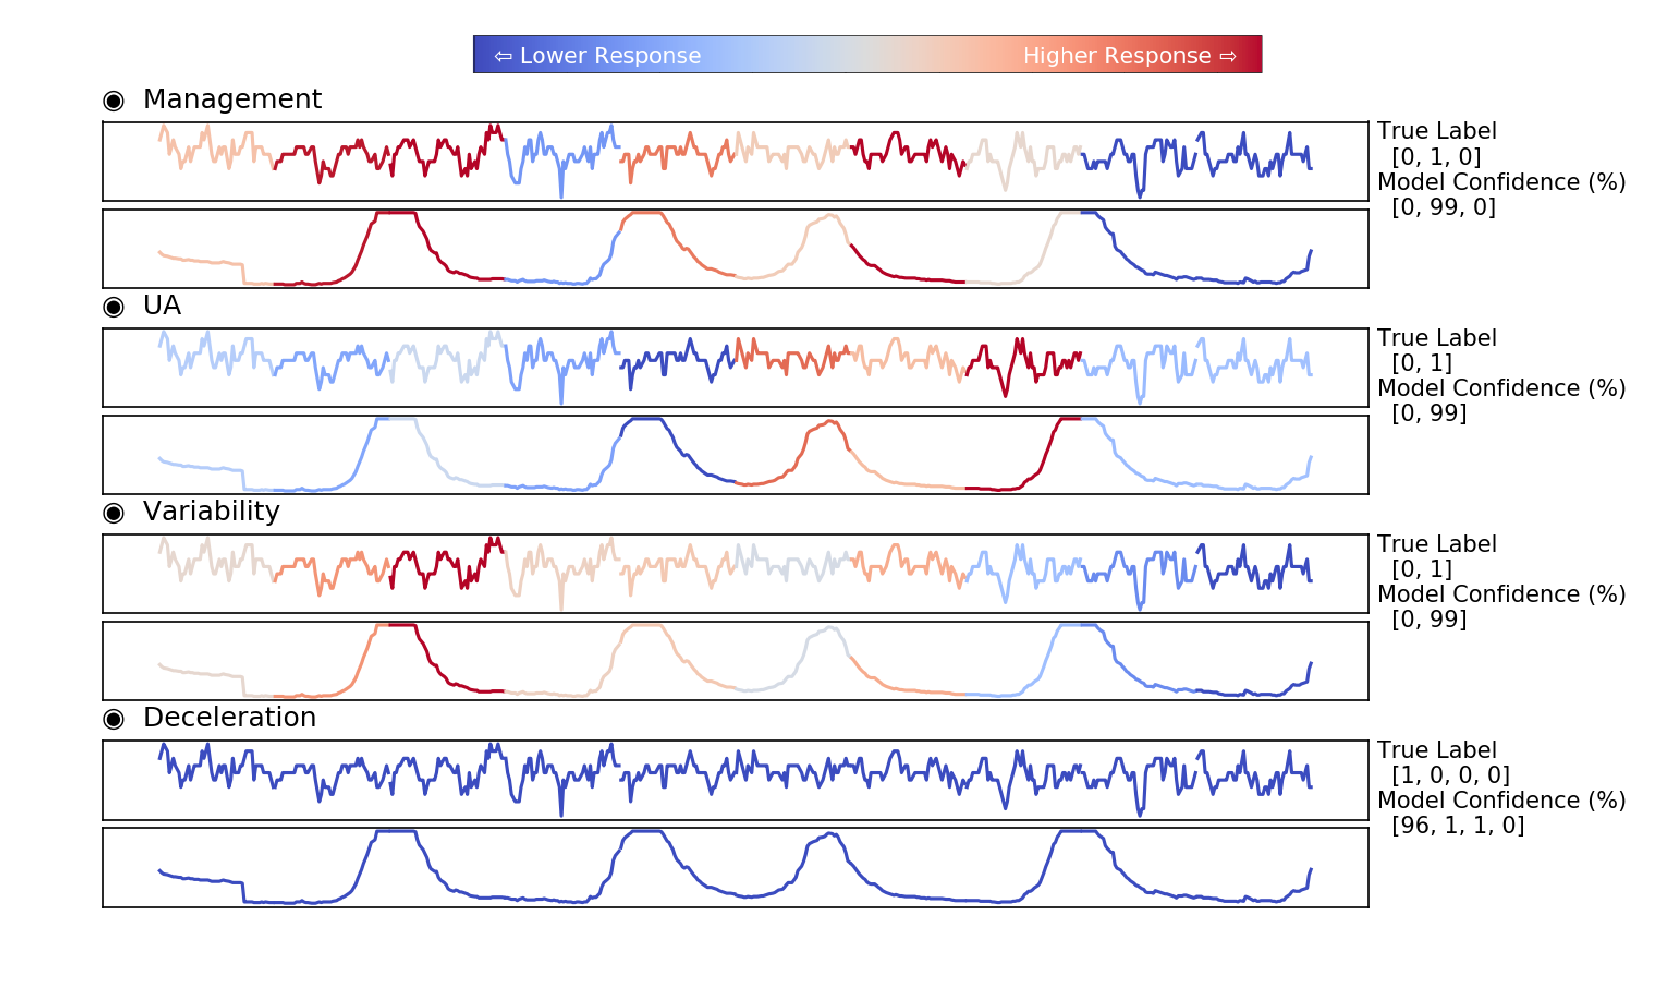 ⇦ Lower Response Higher Response ⇨
◉ Management
True Label
[0, 1, 0]
Model Confidence (%)
[0, 99, 0]
◉ UA
True Label
[0, 1]
Model Confidence (%)
[0, 99]
◉ Variability
True Label
[0, 1]
Model Confidence (%)
[0, 99]
◉ Deceleration
True Label
[1, 0, 0, 0]
Model Confidence (%)
[96, 1, 1, 0]